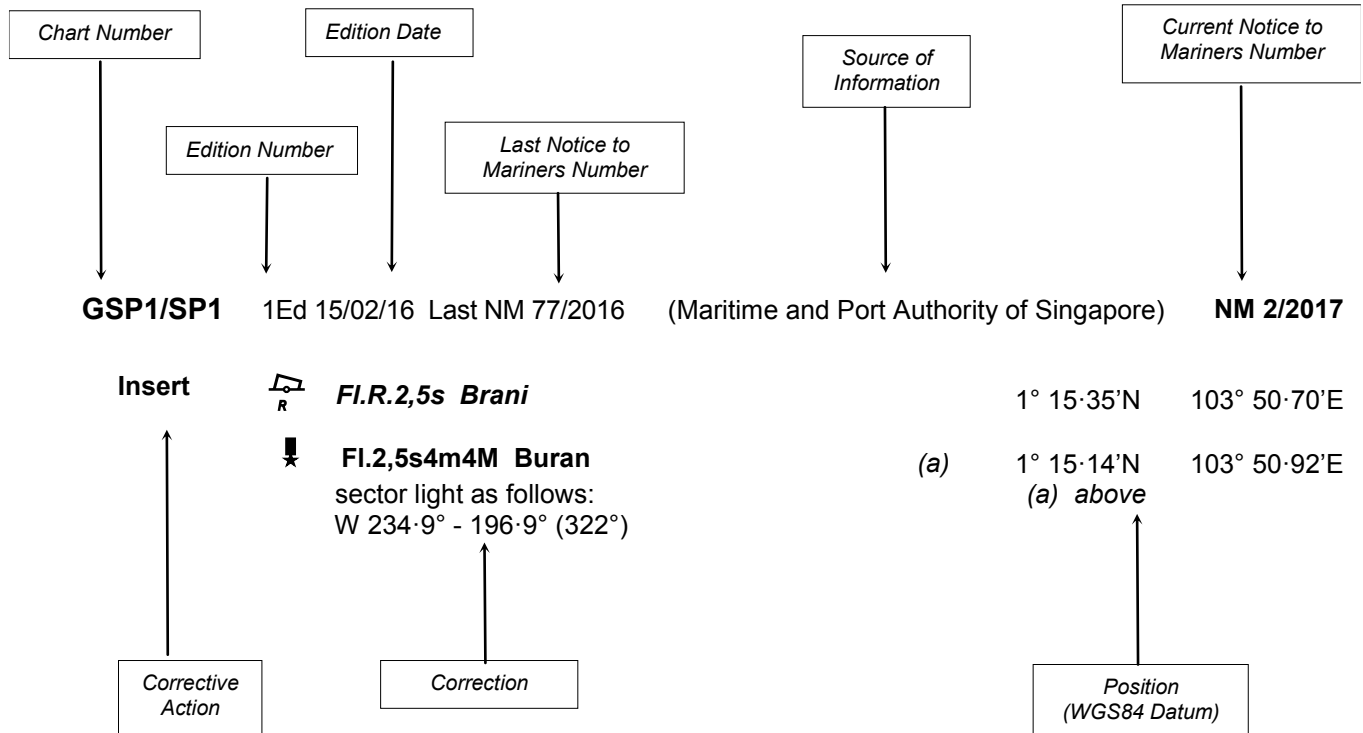 Chart Number
Edition Date
Source of
Information
Current Notice to
Mariners Number
Edition Number
Last Notice to
Mariners Number
GSP1/SP1 1Ed 15/02/16 Last NM 77/2016 (Maritime and Port Authority of Singapore) NM 2/2017
Insert R Fl.R.2,5s Brani 1° 15·35’N 103° 50·70’E
Fl.2,5s4m4M Buran (a) 1° 15·14’N 103° 50·92’E
sector light as follows: (a) above
W 234·9° - 196·9° (322°)
Corrective
Action
Correction
Position
(WGS84 Datum)